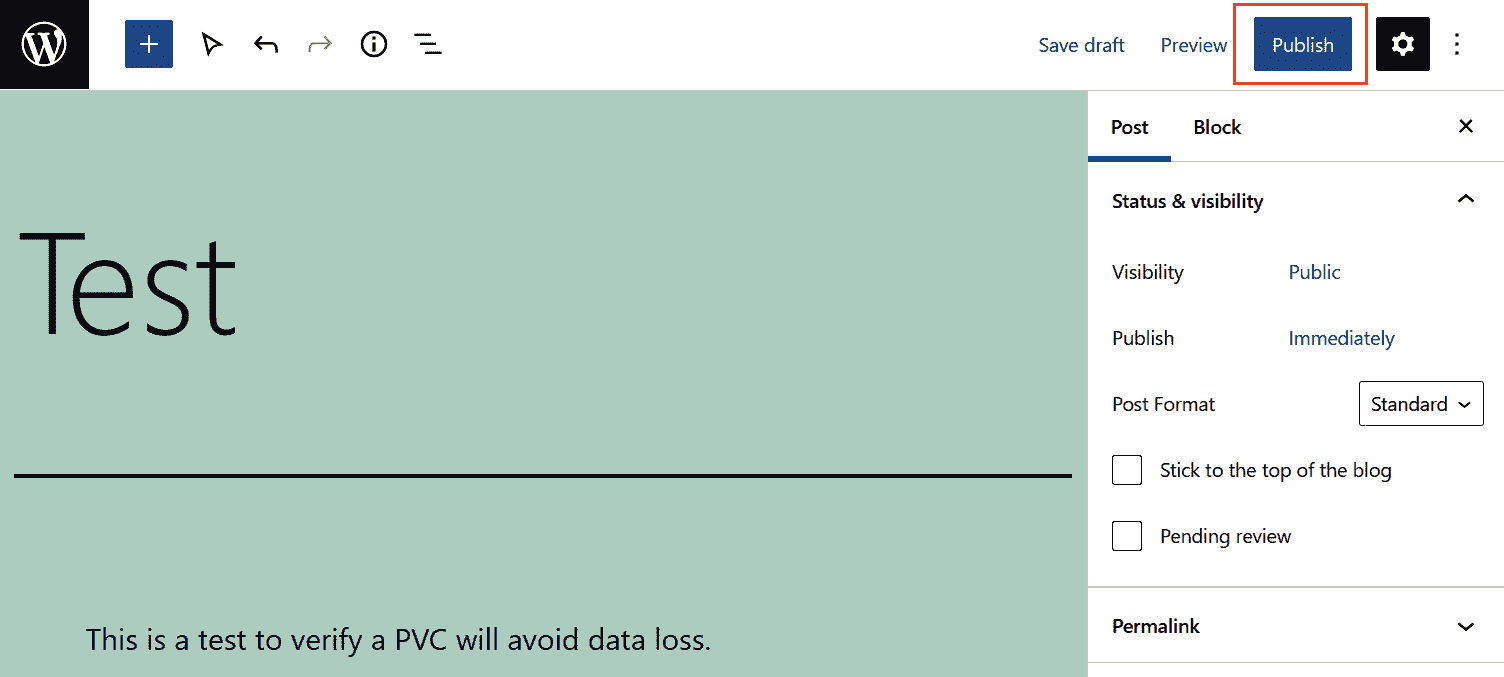 Save draft
Preview
Publish
Post
Block
Status & visibility
Visibility
Public
Publish
Immediately
Post Format
Standard
Stick to the top of the blog
Pending review
Permalink
Test
This is a test to verify a PVC will avoid data loss.